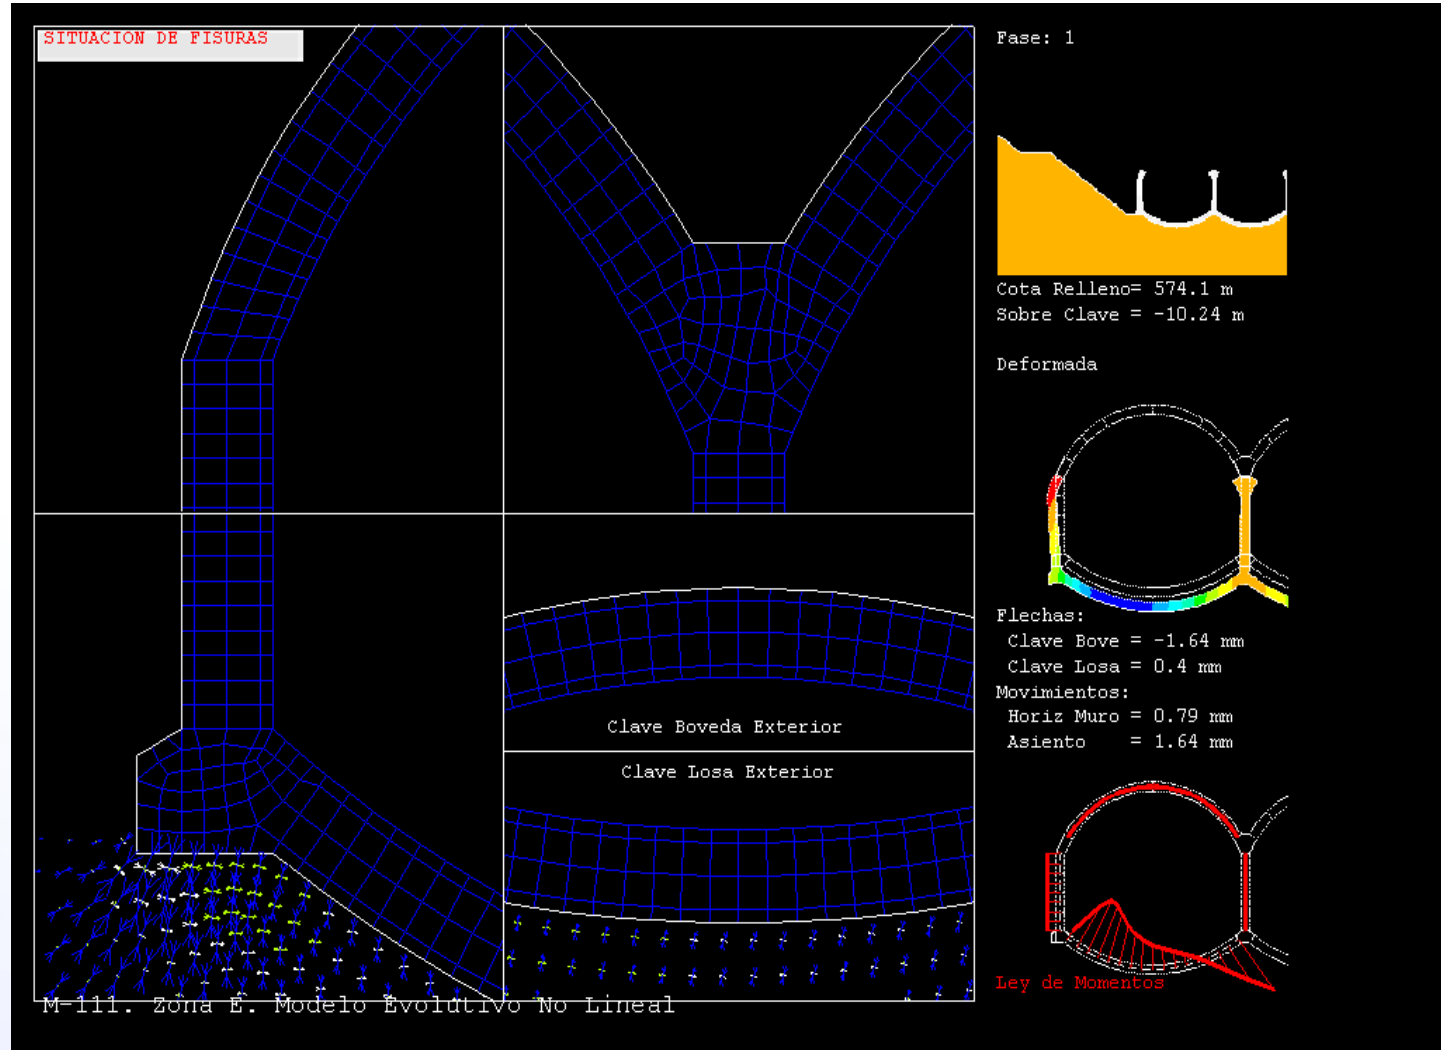 SITUACION DE FISURAS
Clave Boveda Exterior
Clave Losa Exterior
M-111. Zona E. Modelo Evolutivo No Lineal
Fase: 1
Cota Relleno= 574.1 m
Sobre Clave = -10.24 m
Deformada
Flechas:
Clave Bove = -1.64 mm
Clave Losa = 0.4 mm
Movimientos:
Horiz Muro = 0.79 mm
Asiento = 1.64 mm
Ley de Momentos